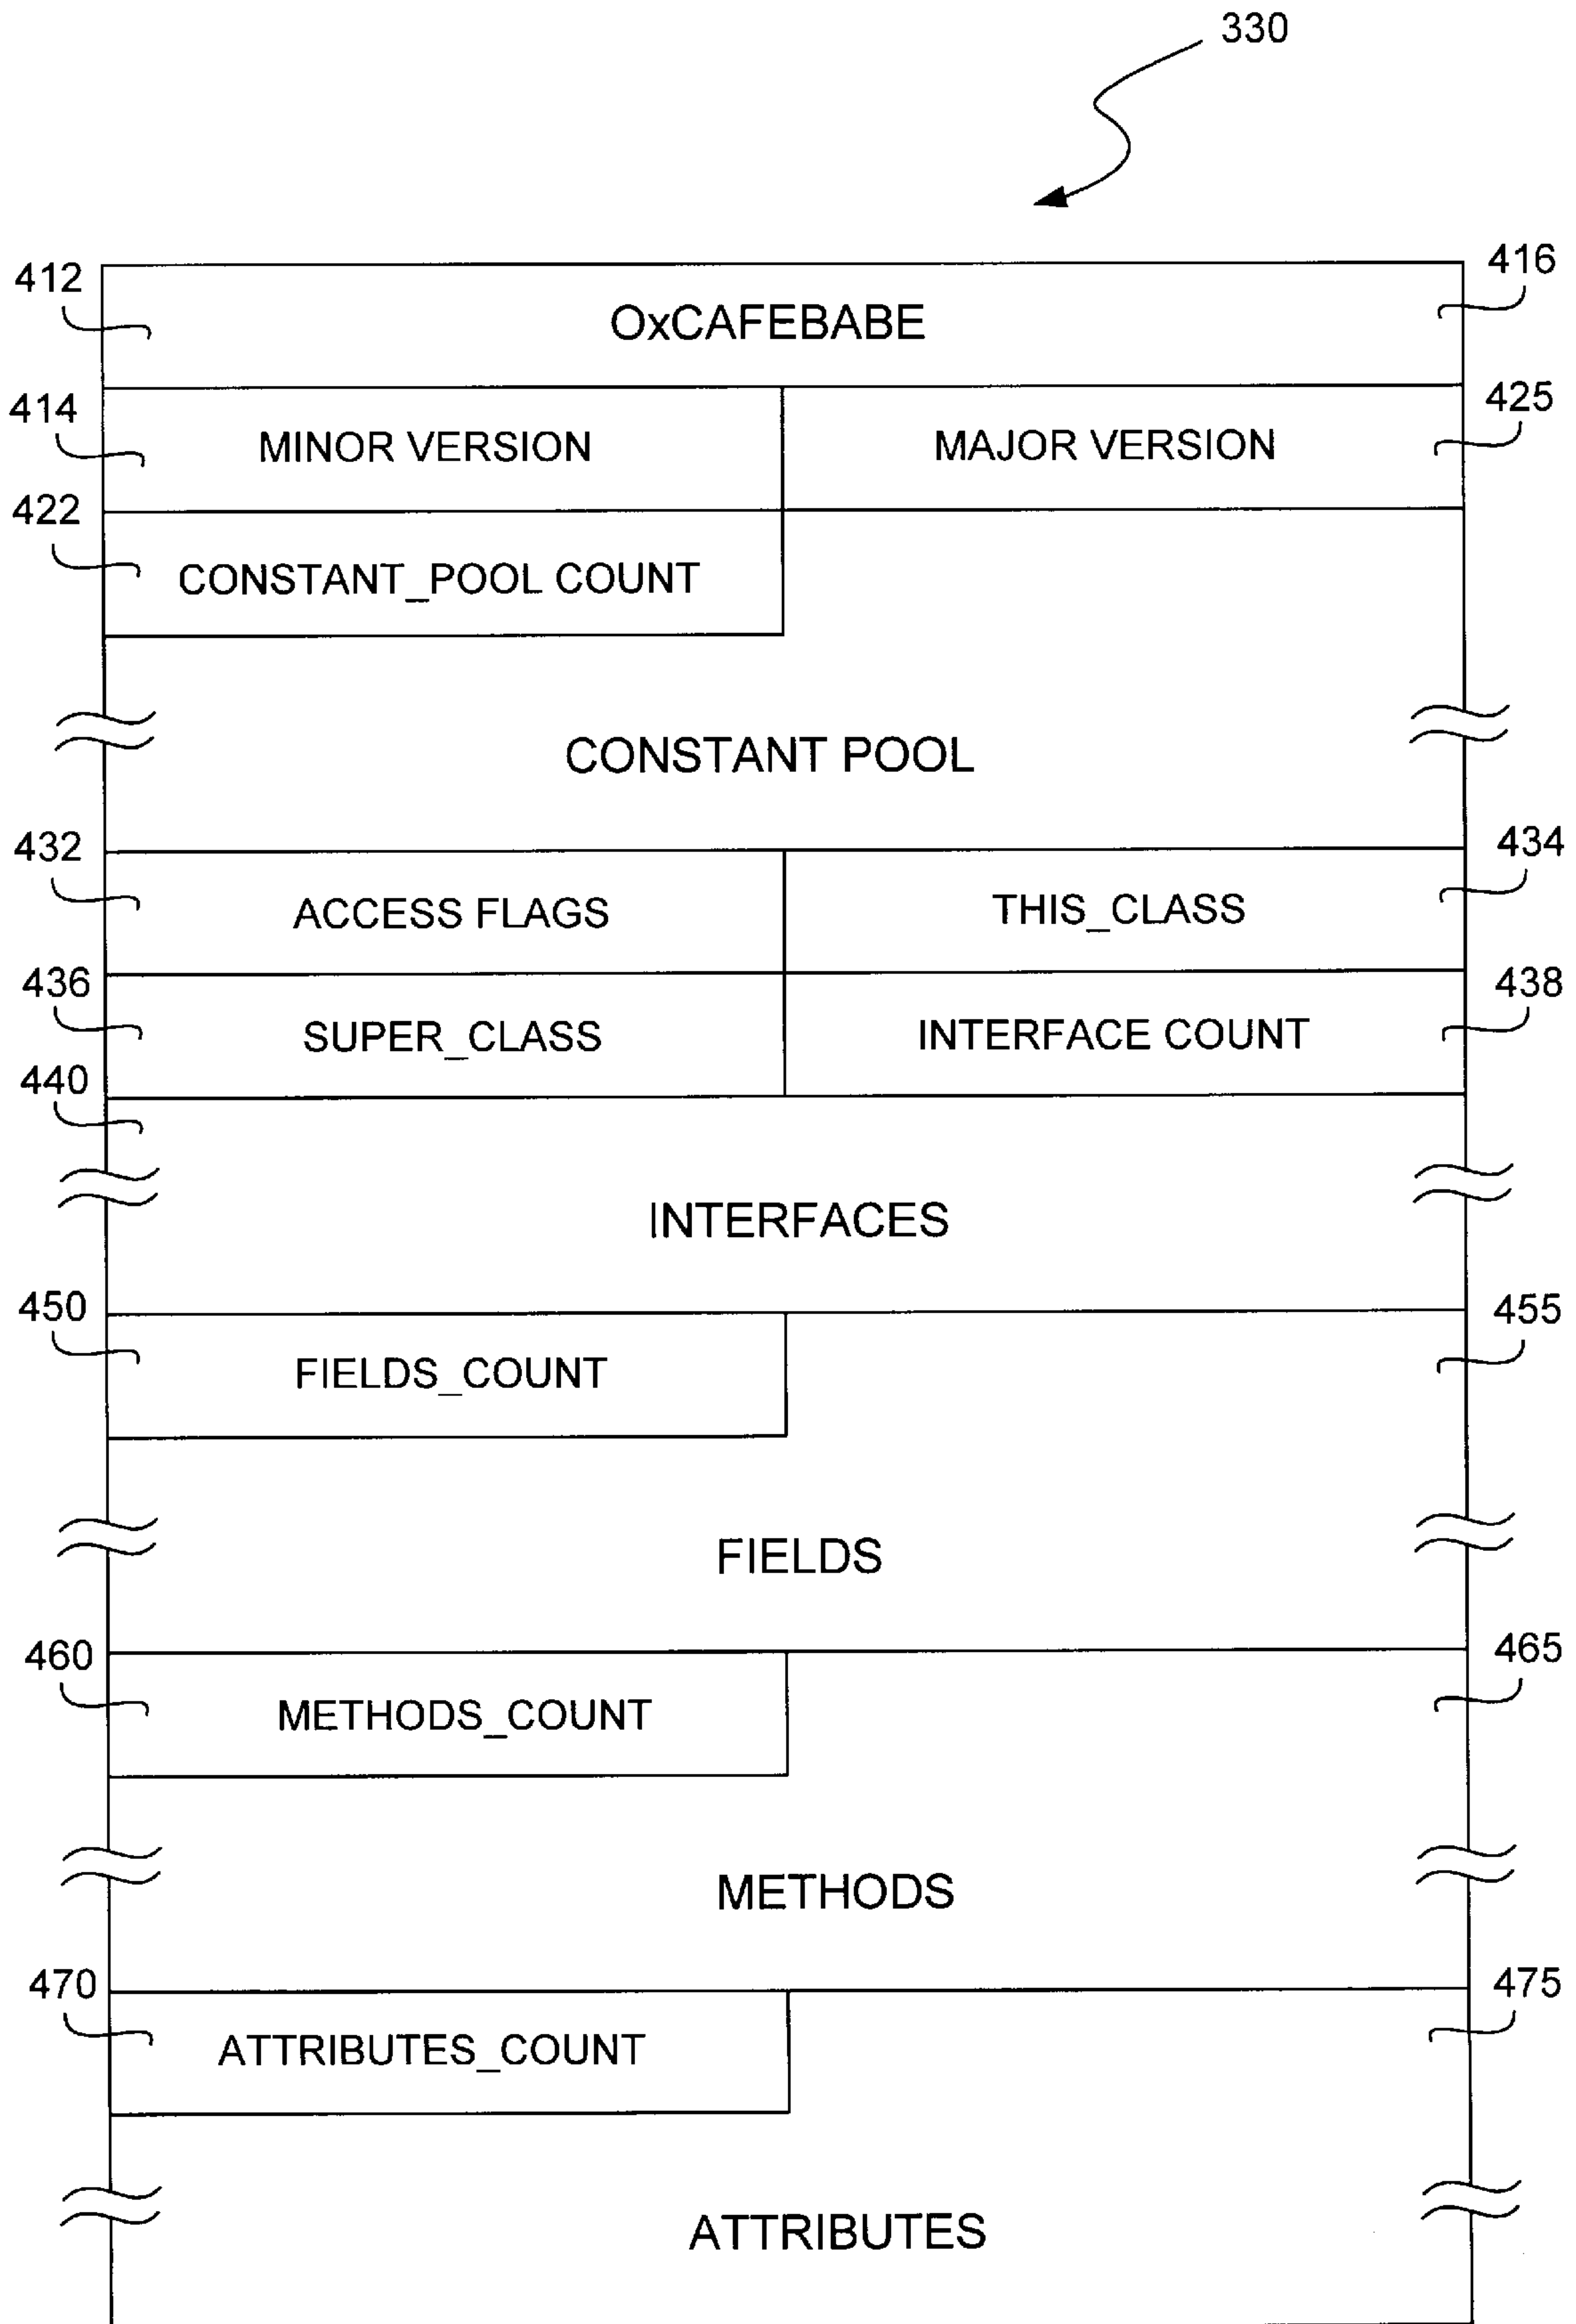 330
412
416
OxCAFEBABE
414
425
MINOR VERSION
MAJOR VERSION
422
CONSTANT_POOL COUNT
CONSTANT POOL
432
434
ACCESS FLAGS
THIS_CLASS
436
438
SUPER_CLASS
INTERFACE COUNT
440
INTERFACES
450
455
FIELDS_COUNT
FIELDS
460
465
METHODS_COUNT
METHODS
470
475
ATTRIBUTES_COUNT
ATTRIBUTES